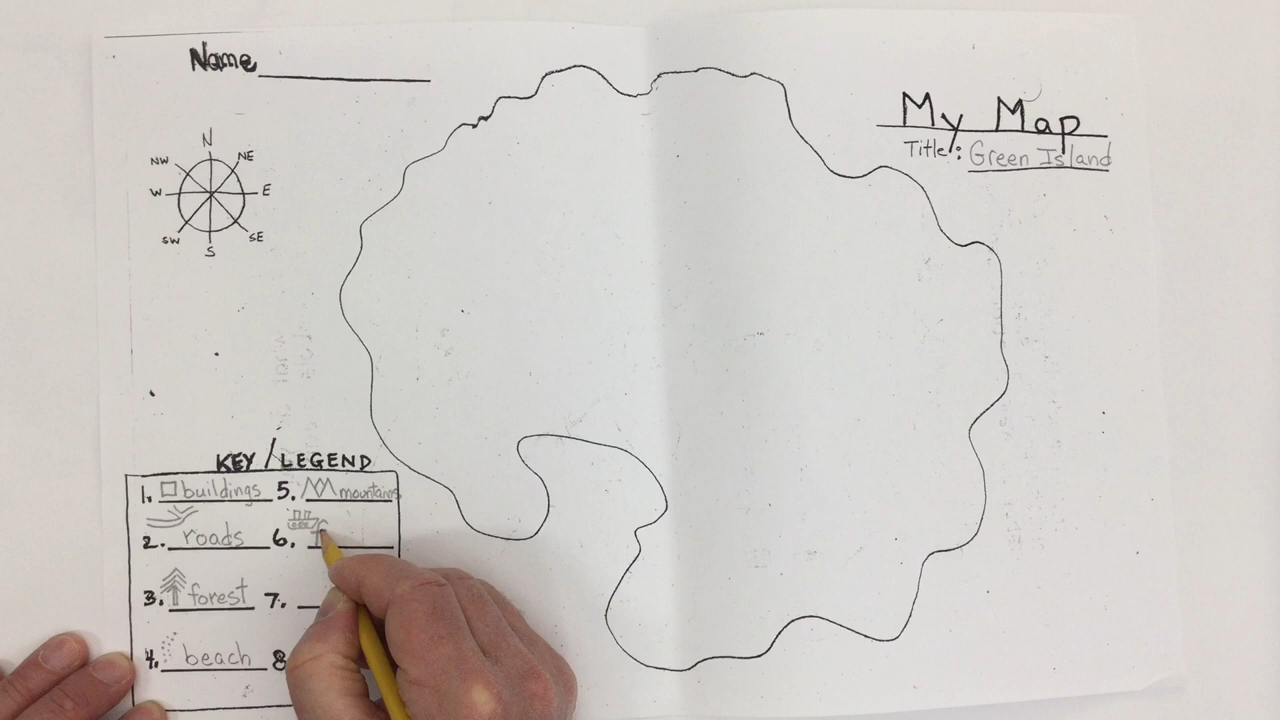 Name
My Map
Title: Green Island
N
NW NE
W E
SW SE
S
KEY/LEGEND
1. buildings 5. mountains
2. roads 6.
3. forest 7.
4. beach 8